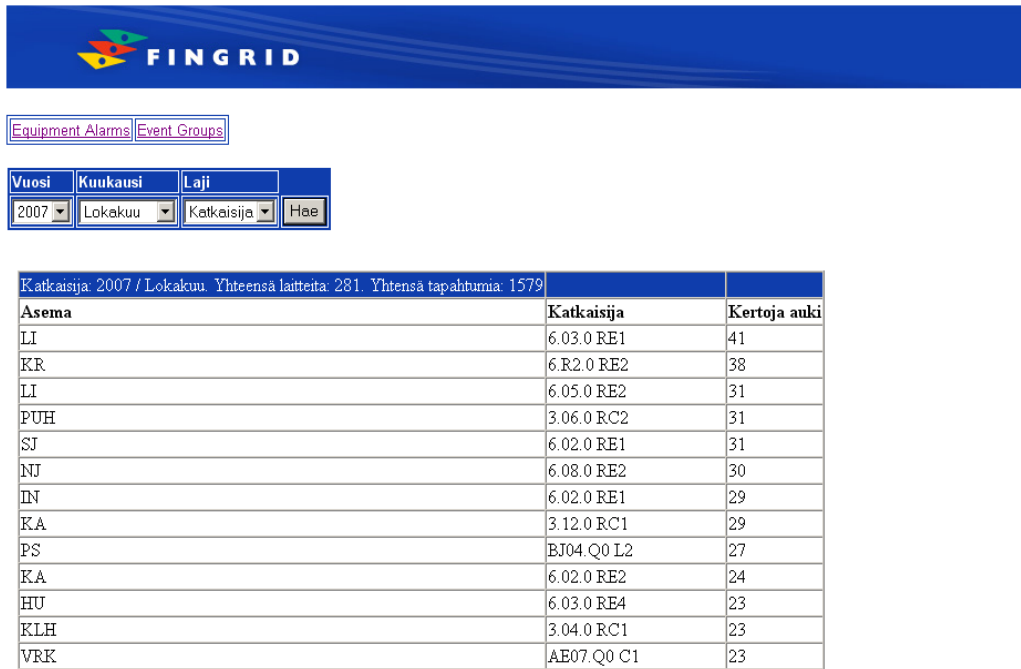 FINGRID
Equipment Alarms Event Groups
Vuosi Kuukausi Laji
2007 Lokakuu Katkaisija Hae
Katkaisija: 2007 / Lokakuu. Yhteensä laitteita: 281. Yhtensä tapahtumia: 1579
Asema Katkaisija Kertoja auki
LI 6.03.0 RE1 41
KR 6.R2.0 RE2 38
LI 6.05.0 RE2 31
PUH 3.06.0 RC2 31
SJ 6.02.0 RE1 31
NJ 6.08.0 RE2 30
IN 6.02.0 RE1 29
KA 3.12.0 RC1 29
PS BJ04.Q0 L2 27
KA 6.02.0 RE2 24
HU 6.03.0 RE4 23
KLH 3.04.0 RC1 23
VRK AE07.Q0 C1 23